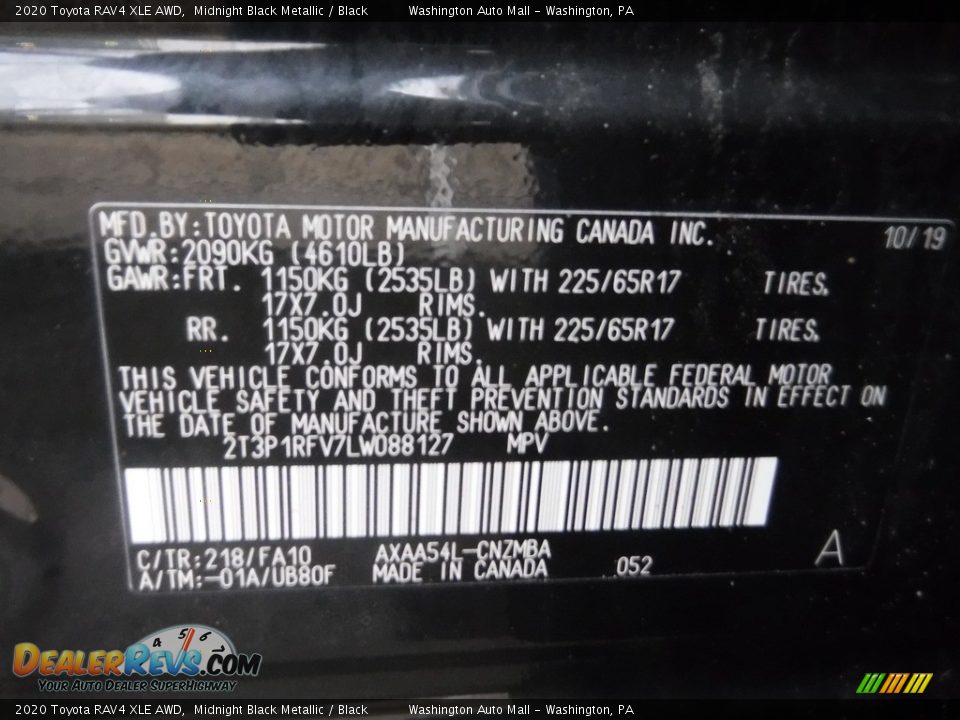 2020 Toyota RAV4 XLE AWD, Midnight Black Metallic / Black Washington Auto Mall - Washington, PA
MFD.BY:TOYOTA MOTOR MANUFACTURING CANADA INC. 10/19
GVWR:2090KG (4610LB)
GAWR:FRT. 1150KG (2535LB) WITH 225/65R17 TIRES.
17X7.0J RIMS.
RR. 1150KG (2535LB) WITH 225/65R17 TIRES.
17X7.0J RIMS.
THIS VEHICLE CONFORMS TO ALL APPLICABLE FEDERAL MOTOR
VEHICLE SAFETY AND THEFT PREVENTION STANDARDS IN EFFECT ON
THE DATE OF MANUFACTURE SHOWN ABOVE.
2T3P1RFV7LW088127 MPV
C/TR:218/FA10 AXAA54L-CNZMBA A
A/TM:-01A/UB80F MADE IN CANADA 052
4 5 6
DEALERREVS.COM
YOUR AUTO DEALER SUPERHIGHWAY
2020 Toyota RAV4 XLE AWD, Midnight Black Metallic / Black Washington Auto Mall - Washington, PA